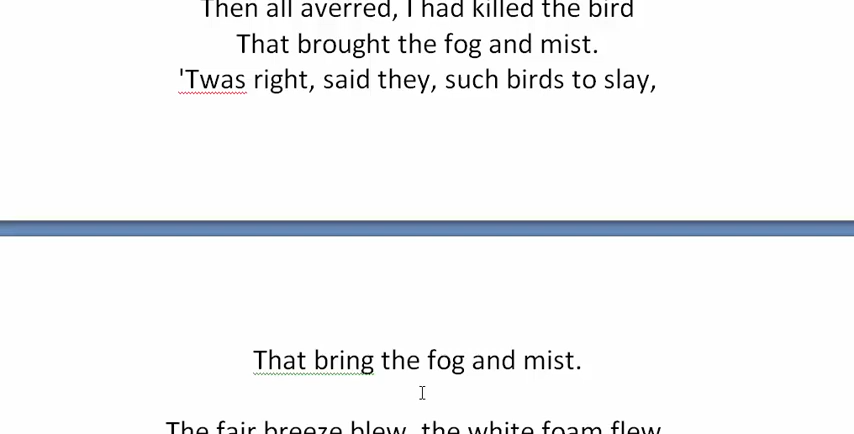 Then all averred, I had killed the bird
That brought the fog and mist.
'Twas right, said they, such birds to slay,
That bring the fog and mist.
The fair breeze blew, the white foam flew